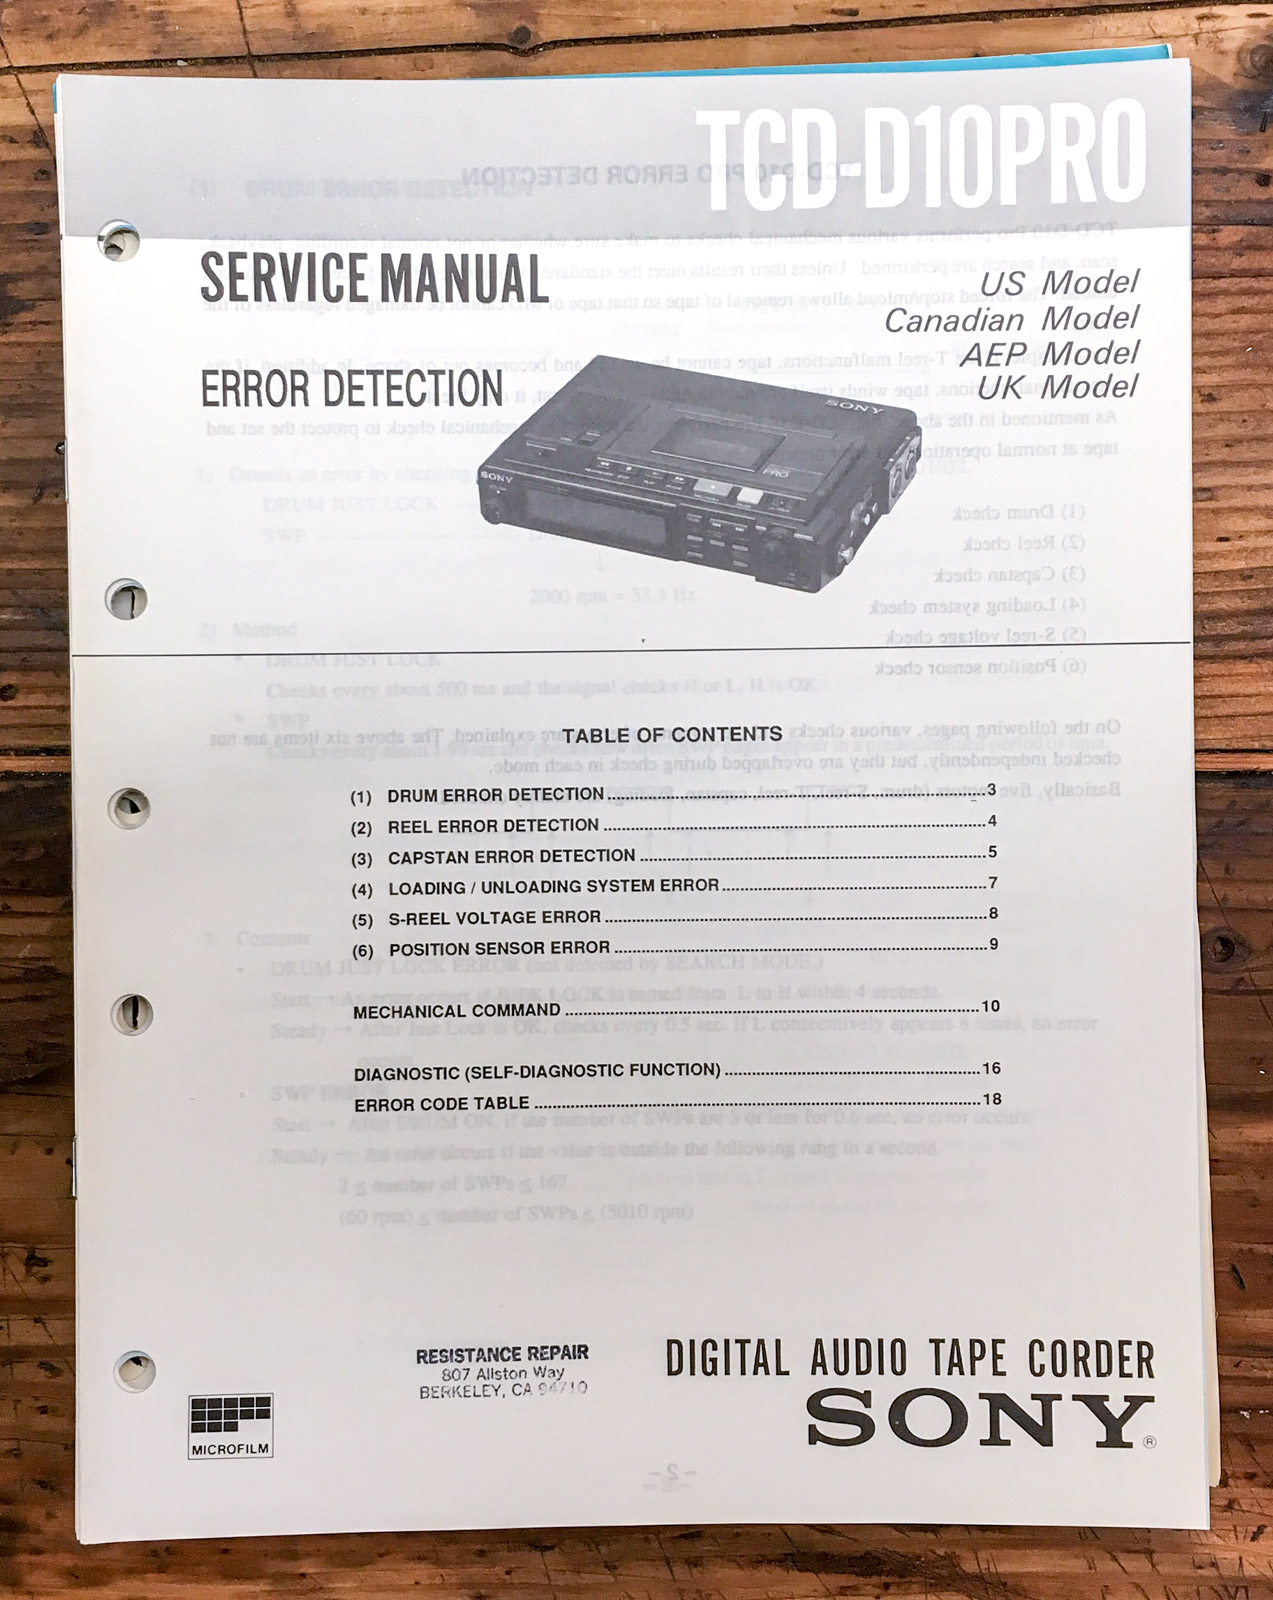 TCD-D10PRO
SERVICE MANUAL
ERROR DETECTION
US Model
Canadian Model
AEP Model
UK Model
SONY
SONY
PRO
TABLE OF CONTENTS
(1) DRUM ERROR DETECTION ........ 3
(2) REEL ERROR DETECTION ........ 4
(3) CAPSTAN ERROR DETECTION ........ 5
(4) LOADING / UNLOADING SYSTEM ERROR ........ 7
(5) S-REEL VOLTAGE ERROR ........ 8
(6) POSITION SENSOR ERROR ........ 9
MECHANICAL COMMAND ........ 10
DIAGNOSTIC (SELF-DIAGNOSTIC FUNCTION) ........ 16
ERROR CODE TABLE ........ 18
RESISTANCE REPAIR
807 Allston Way
BERKELEY, CA 94710
MICROFILM
DIGITAL AUDIO TAPE CORDER
SONY®